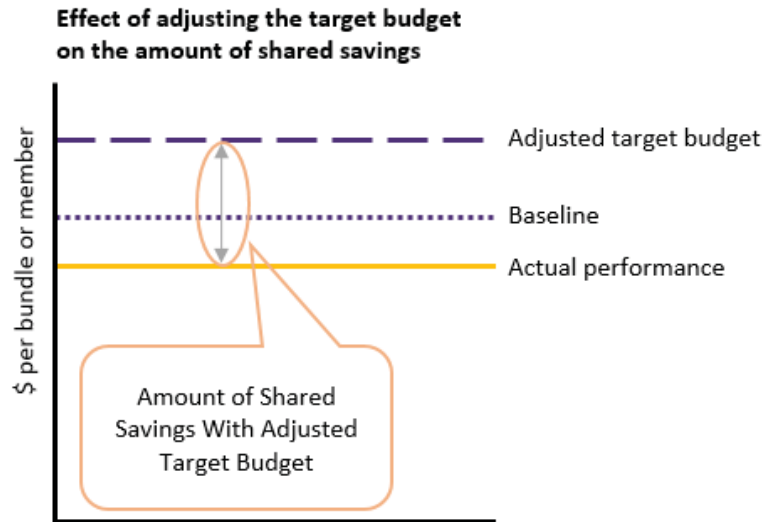 Effect of adjusting the target budget
on the amount of shared savings
$ per bundle or member
Adjusted target budget
Baseline
Actual performance
Amount of Shared
Savings With Adjusted
Target Budget